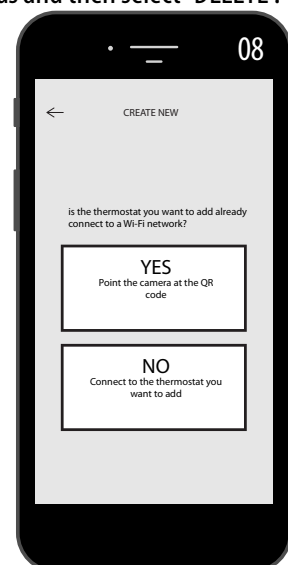 and then select "DELETE".
08
CREATE NEW
is the thermostat you want to add already
connect to a Wi-Fi network?
YES
Point the camera at the QR
code
NO
Connect to the thermostat you
want to add